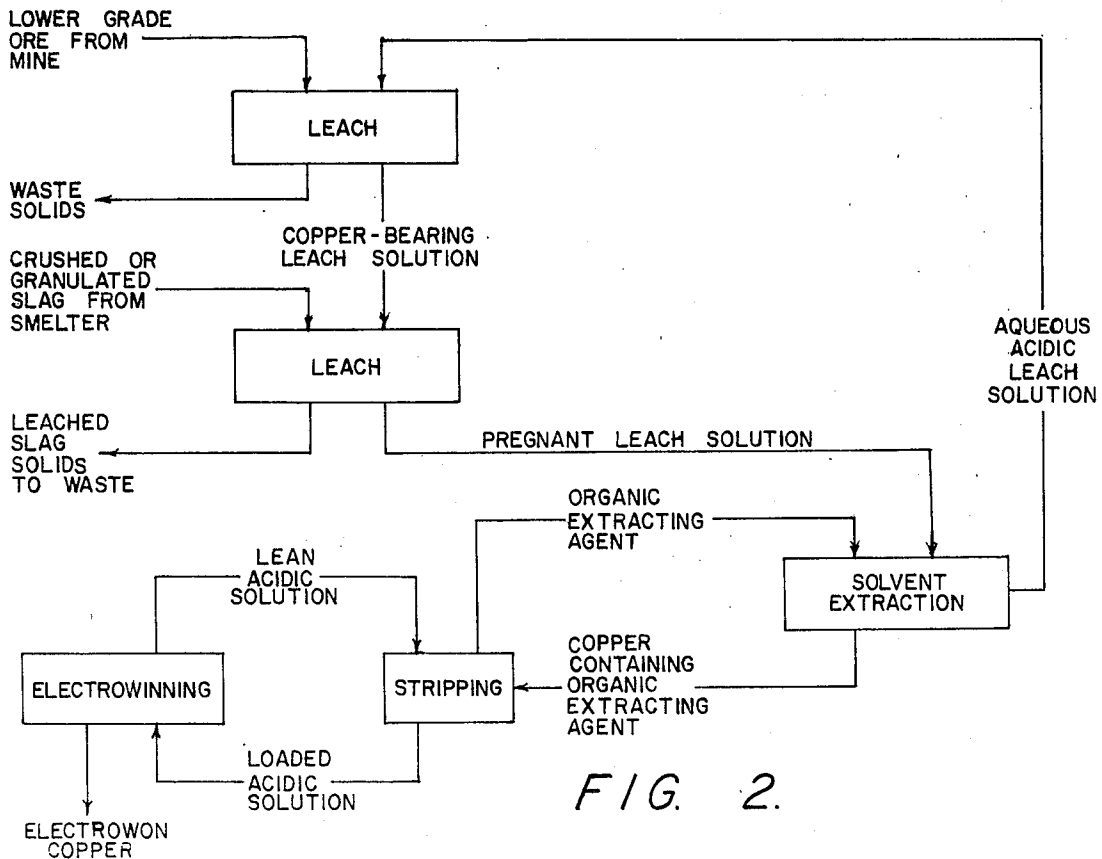 LOWER GRADE
ORE FROM
MINE
LEACH
WASTE
SOLIDS
COPPER-BEARING
LEACH SOLUTION
CRUSHED OR
GRANULATED
SLAG FROM
SMELTER
LEACH
AQUEOUS
ACIDIC
LEACH
SOLUTION
LEACHED
SLAG
SOLIDS
TO WASTE
PREGNANT LEACH SOLUTION
ORGANIC
EXTRACTING
AGENT
LEAN
ACIDIC
SOLUTION
SOLVENT
EXTRACTION
COPPER
CONTAINING
ORGANIC
EXTRACTING
AGENT
ELECTROWINNING
STRIPPING
LOADED
ACIDIC
SOLUTION
FIG. 2.
ELECTROWON
COPPER